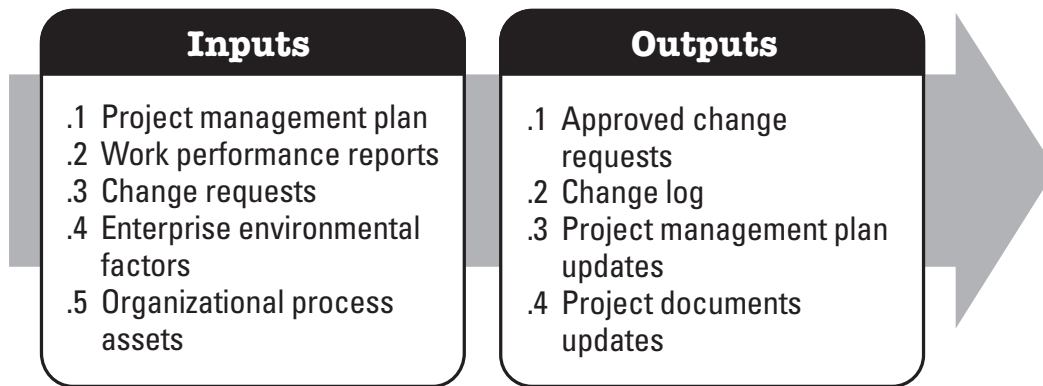 Inputs
.1 Project management plan
.2 Work performance reports
.3 Change requests
.4 Enterprise environmental
factors
.5 Organizational process
assets
Outputs
.1 Approved change
requests
.2 Change log
.3 Project management plan
updates
.4 Project documents
updates